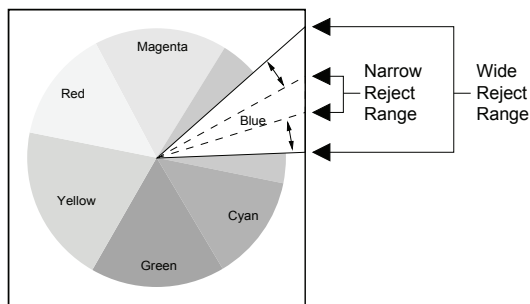 Magenta
Red
Blue
Yellow
Cyan
Green
Narrow
Reject
Range
Wide
Reject
Range